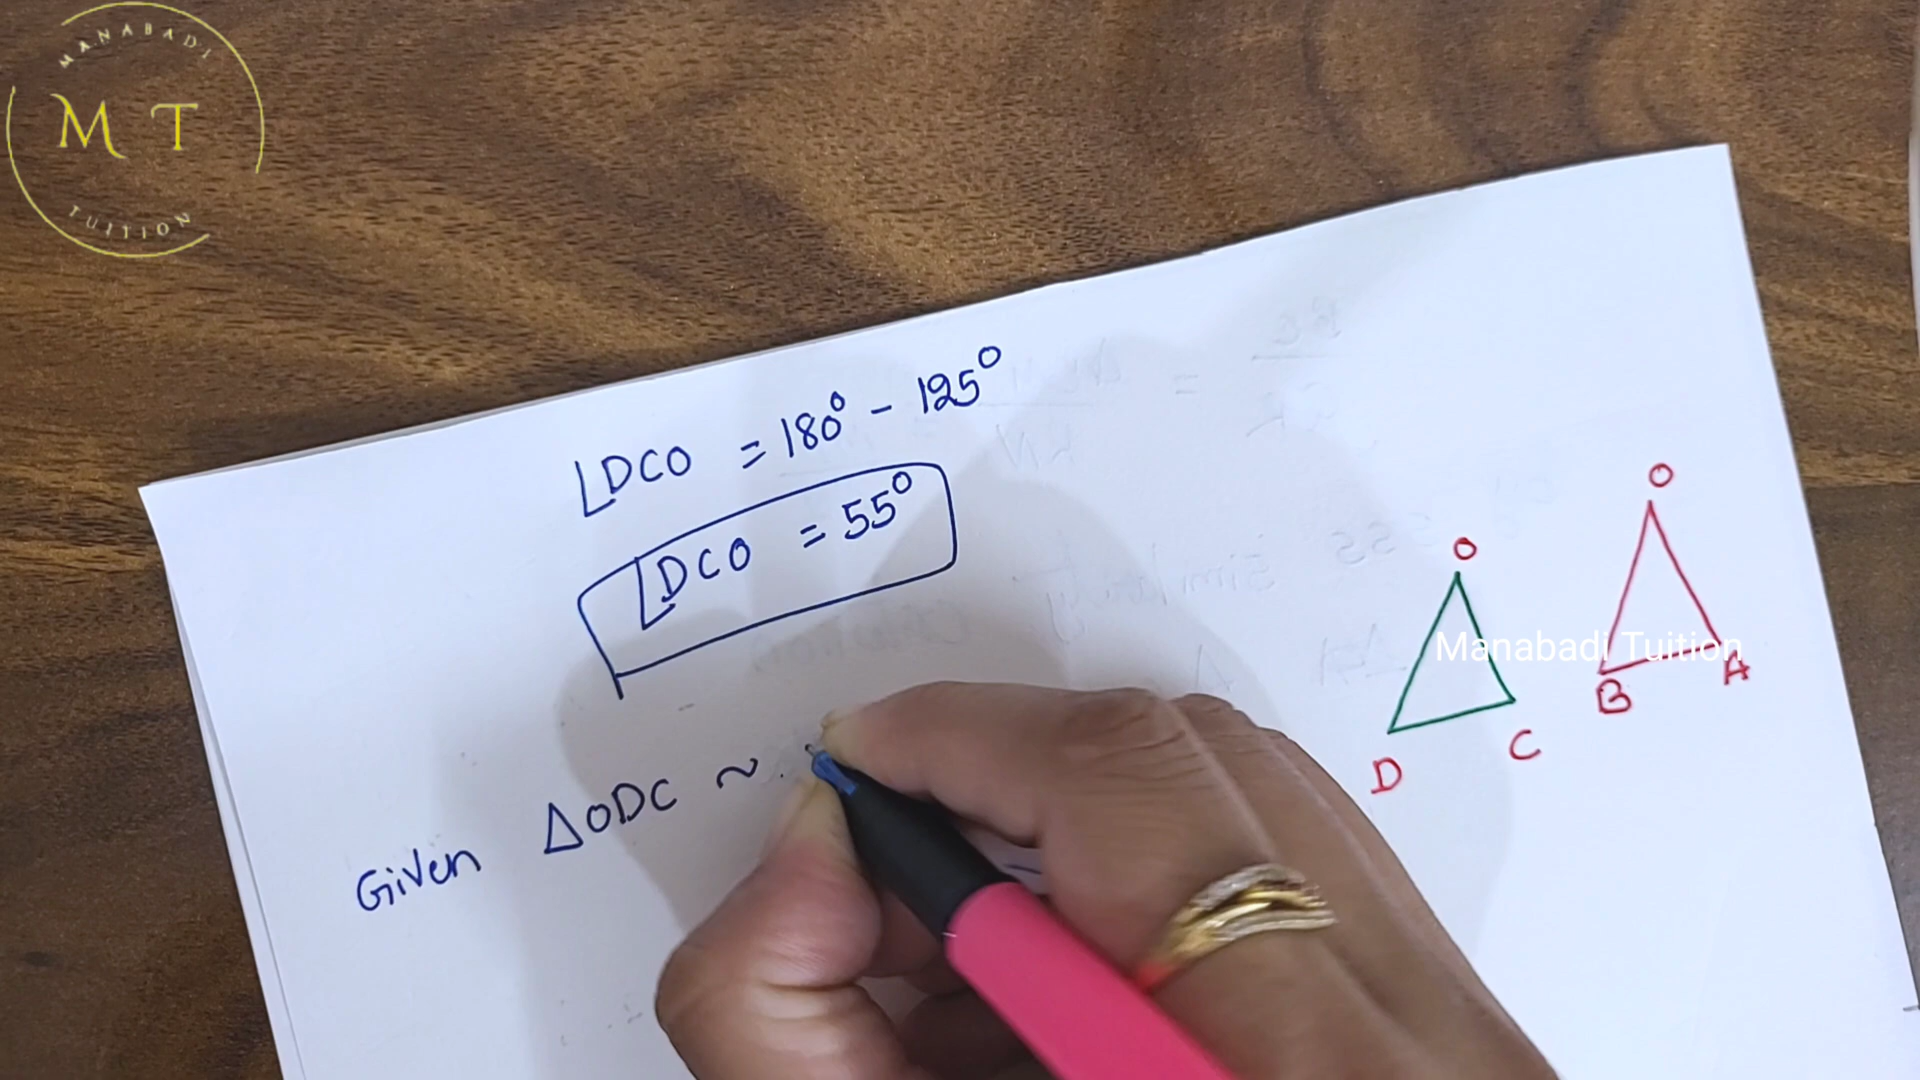 MANABADI
M T
TUITION
∟DCO = 180° - 125°
∟DCO = 55°
Given ΔODC ~
O
O
Manabadi Tuition
B
A
D
C